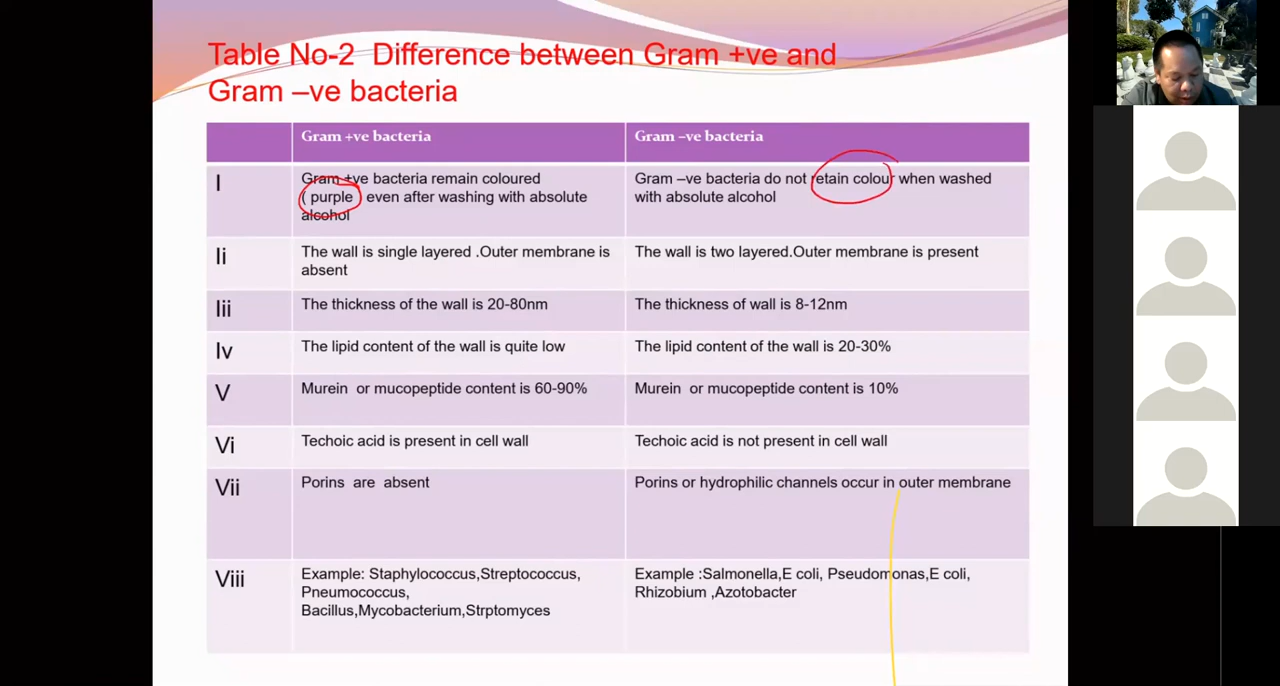 Table No-2 Difference between Gram +ve and
Gram –ve bacteria
Gram +ve bacteria
Gram –ve bacteria
I
Gram +ve bacteria remain coloured
( purple ) even after washing with absolute
alcohol
Gram –ve bacteria do not retain colour when washed
with absolute alcohol
Ii
The wall is single layered .Outer membrane is
absent
The wall is two layered.Outer membrane is present
Iii
The thickness of the wall is 20-80nm
The thickness of wall is 8-12nm
Iv
The lipid content of the wall is quite low
The lipid content of the wall is 20-30%
V
Murein or mucopeptide content is 60-90%
Murein or mucopeptide content is 10%
Vi
Techoic acid is present in cell wall
Techoic acid is not present in cell wall
Vii
Porins are absent
Porins or hydrophilic channels occur in outer membrane
Viii
Example: Staphylococcus,Streptococcus,
Pneumococcus,
Bacillus,Mycobacterium,Strptomyces
Example :Salmonella,E coli, Pseudomonas,E coli,
Rhizobium ,Azotobacter